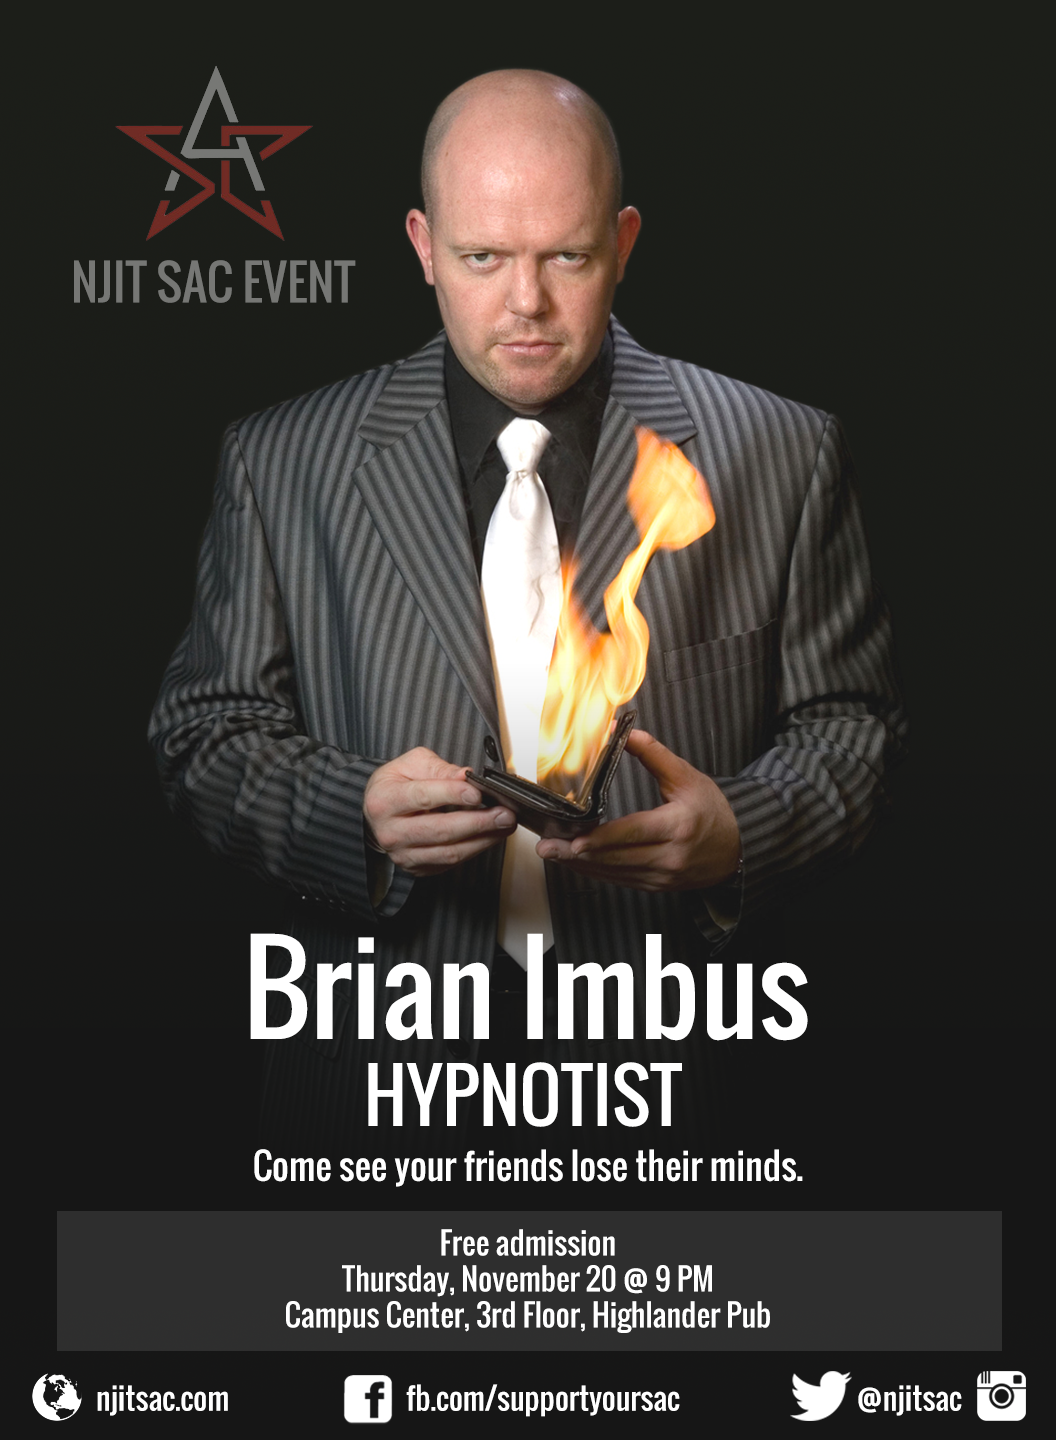 NJIT SAC EVENT
Brian Imbus
HYPNOTIST
Come see your friends lose their minds.
Free admission
Thursday, November 20 @ 9 PM
Campus Center, 3rd Floor, Highlander Pub
njitsac.com
fb.com/supportyoursac
@njitsac